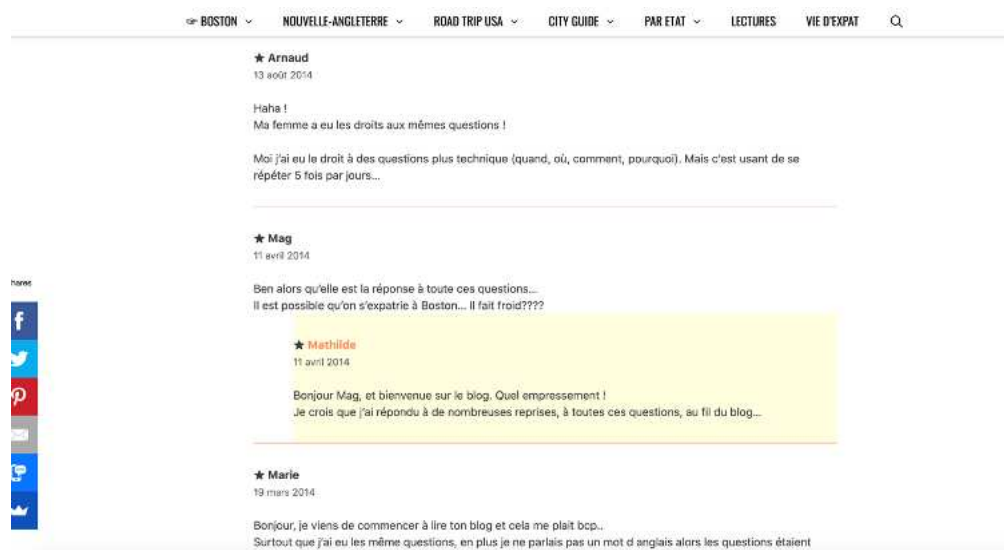 ☞ BOSTON NOUVELLE-ANGLETERRE ROAD TRIP USA CITY GUIDE PAR ETAT LECTURES VIE D'EXPAT
★ Arnaud
13 août 2014
Haha !
Ma femme a eu les droits aux mêmes questions !
Moi j'ai eu le droit à des questions plus technique (quand, où, comment, pourquoi). Mais c'est usant de se
répéter 5 fois par jours...
★ Mag
11 avril 2014
hares
Ben alors qu'elle est la réponse à toute ces questions...
Il est possible qu'on s'expatrie à Boston... Il fait froid????
★ Mathilde
11 avril 2014
Bonjour Mag, et bienvenue sur le blog. Quel empressement !
Je crois que j'ai répondu à de nombreuses reprises, à toutes ces questions, au fil du blog...
★ Marie
19 mars 2014
Bonjour, je viens de commencer à lire ton blog et cela me plait bcp..
Surtout que j'ai eu les même questions, en plus je ne parlais pas un mot d anglais alors les questions étaient